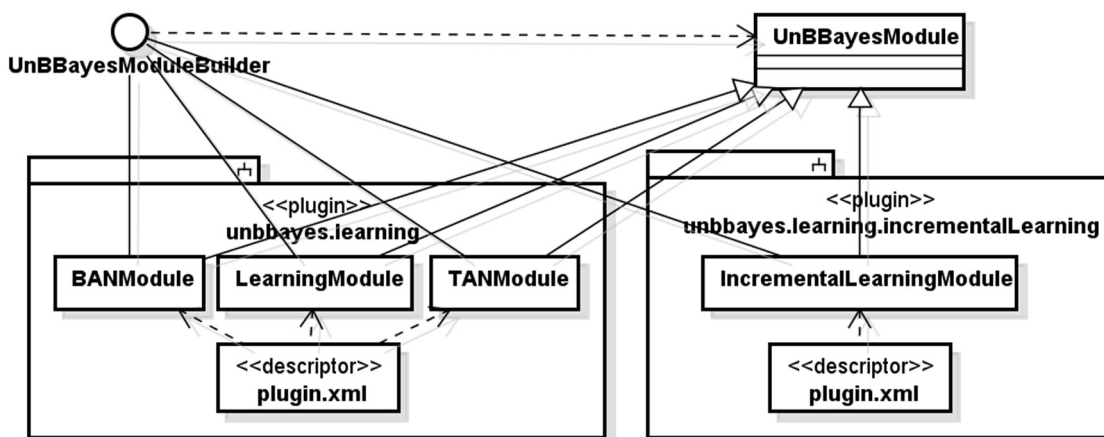 UnBBayesModule
UnBBayesModuleBuilder
<<plugin>>
unbbayes.learning
<<plugin>>
unbbayes.learning.incrementalLearning
BANModule
LearningModule
TANModule
IncrementalLearningModule
<<descriptor>>
plugin.xml
<<descriptor>>
plugin.xml